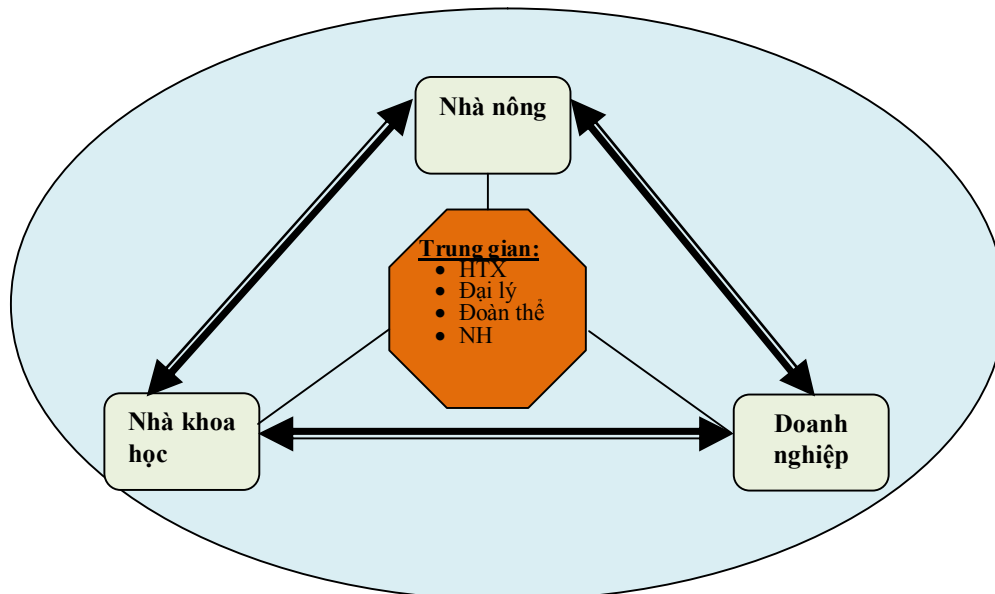 Nhà nông
Trung gian:
• HTX
• Đại lý
• Đoàn thể
• NH
Nhà khoa
học
Doanh
nghiệp